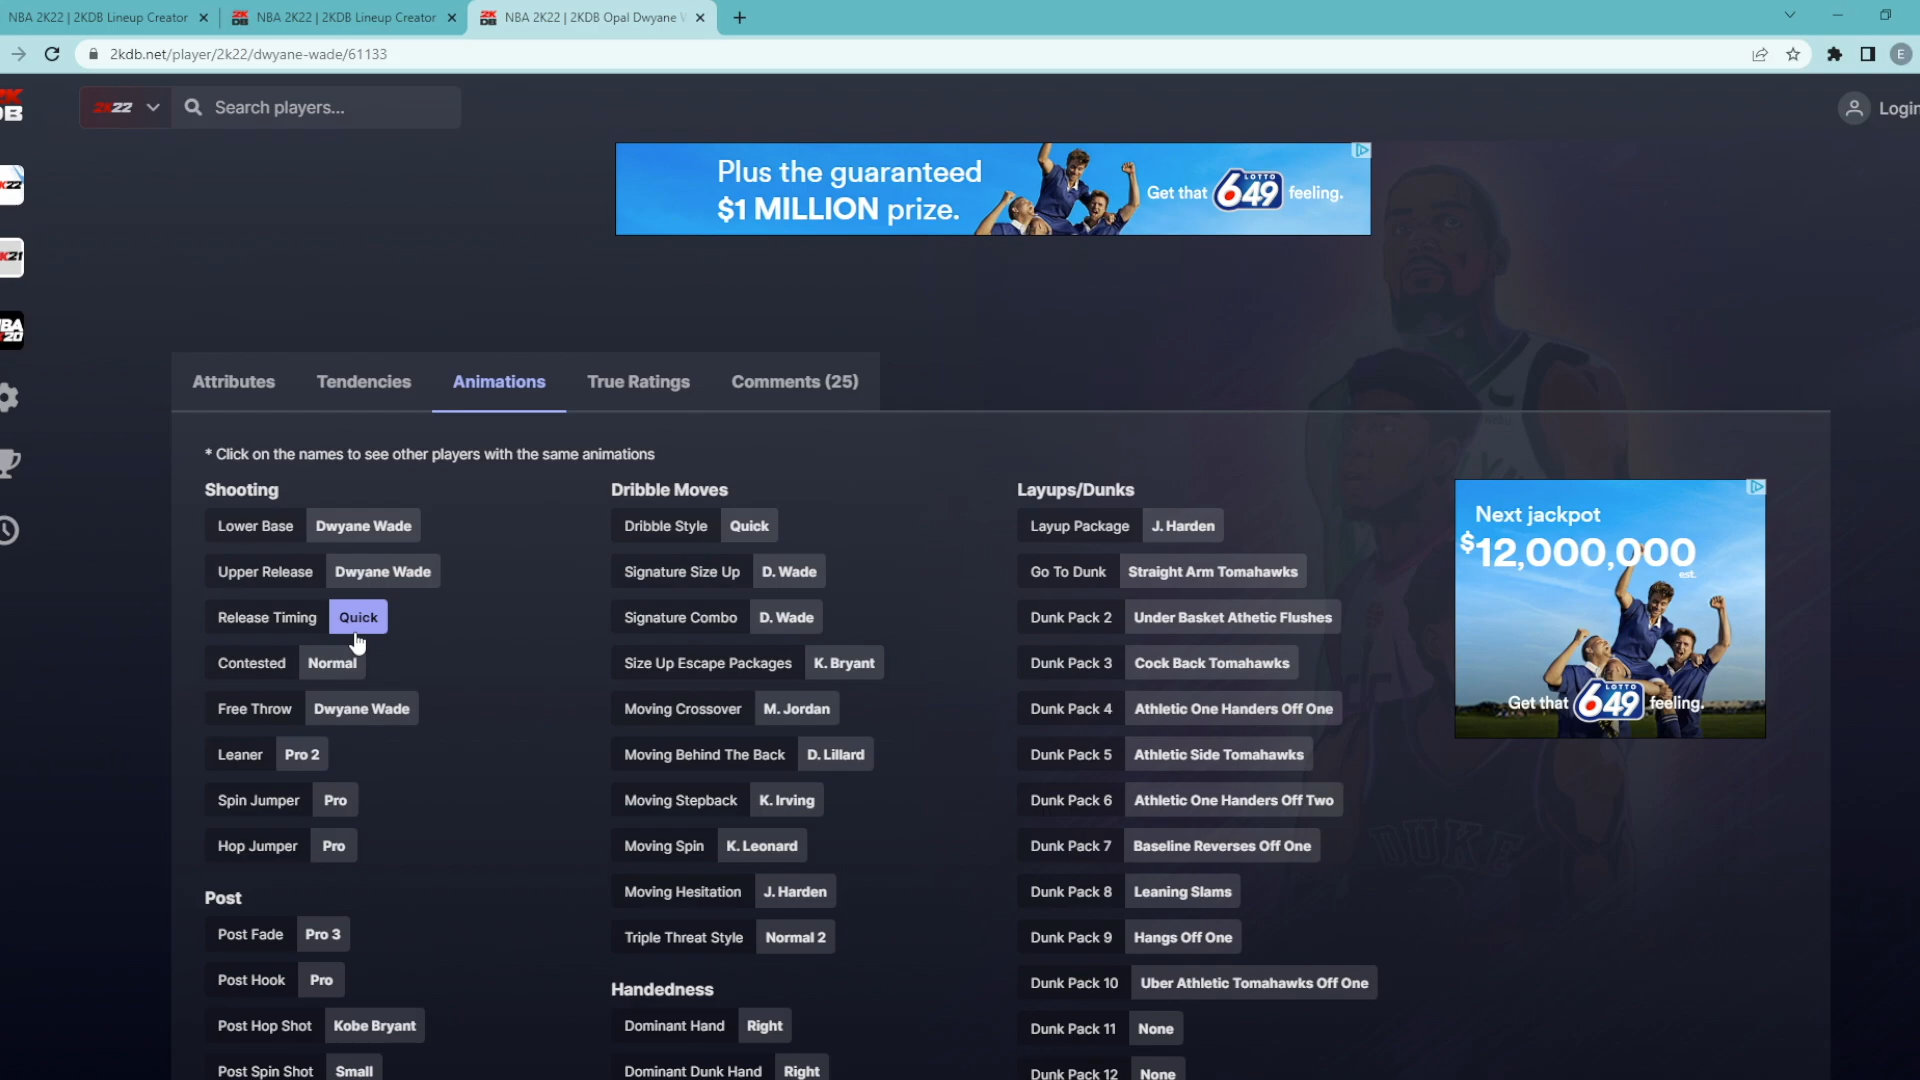 NBA 2K22 | 2KDB Lineup Creator
NBA 2K22 | 2KDB Lineup Creator
NBA 2K22 | 2KDB Opal Dwyane
2kdb.net/player/2k22/dwyane-wade/61133
E
2K22
Search players...
Login
Plus the guaranteed
$1 MILLION prize.
Get that LOTTO 649 feeling.
Attributes
Tendencies
Animations
True Ratings
Comments (25)
* Click on the names to see other players with the same animations
Shooting
Lower Base Dwyane Wade
Upper Release Dwyane Wade
Release Timing Quick
Contested Normal
Free Throw Dwyane Wade
Leaner Pro 2
Spin Jumper Pro
Hop Jumper Pro
Post
Post Fade Pro 3
Post Hook Pro
Post Hop Shot Kobe Bryant
Post Spin Shot Small
Dribble Moves
Dribble Style Quick
Signature Size Up D. Wade
Signature Combo D. Wade
Size Up Escape Packages K. Bryant
Moving Crossover M. Jordan
Moving Behind The Back D. Lillard
Moving Stepback K. Irving
Moving Spin K. Leonard
Moving Hesitation J. Harden
Triple Threat Style Normal 2
Handedness
Dominant Hand Right
Dominant Dunk Hand Right
Layups/Dunks
Layup Package J. Harden
Go To Dunk Straight Arm Tomahawks
Dunk Pack 2 Under Basket Athetic Flushes
Dunk Pack 3 Cock Back Tomahawks
Dunk Pack 4 Athletic One Handers Off One
Dunk Pack 5 Athletic Side Tomahawks
Dunk Pack 6 Athletic One Handers Off Two
Dunk Pack 7 Baseline Reverses Off One
Dunk Pack 8 Leaning Slams
Dunk Pack 9 Hangs Off One
Dunk Pack 10 Uber Athletic Tomahawks Off One
Dunk Pack 11 None
Dunk Pack 12 None
Next jackpot
$12,000,000
est.
Get that LOTTO 649 feeling.
DUKE